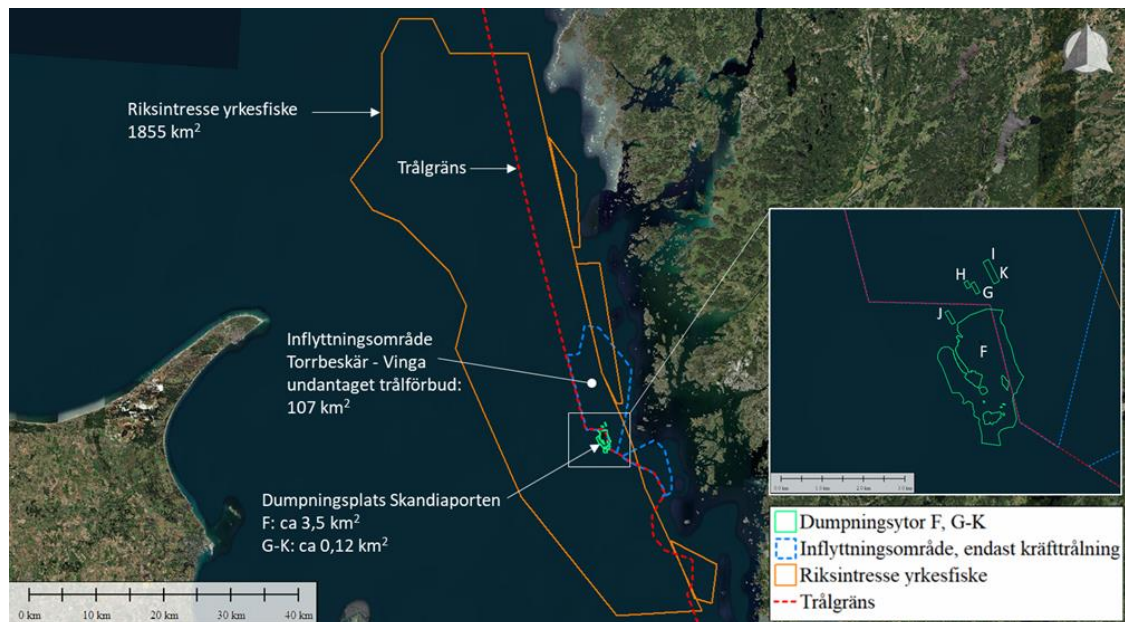 Riksintresse yrkesfiske
1855 km²
Trålgräns
Inflyttningsområde
Torrbeskär - Vinga
undantaget trålförbud:
107 km²
Dumpningsplats Skandiaporten
F: ca 3,5 km²
G-K: ca 0,12 km²
0 km 10 km 20 km 30 km 40 km
I
H
K
G
J
F
Dumpningsytor F, G-K
Inflyttningsområde, endast kräfttrålning
Riksintresse yrkesfiske
Trålgräns